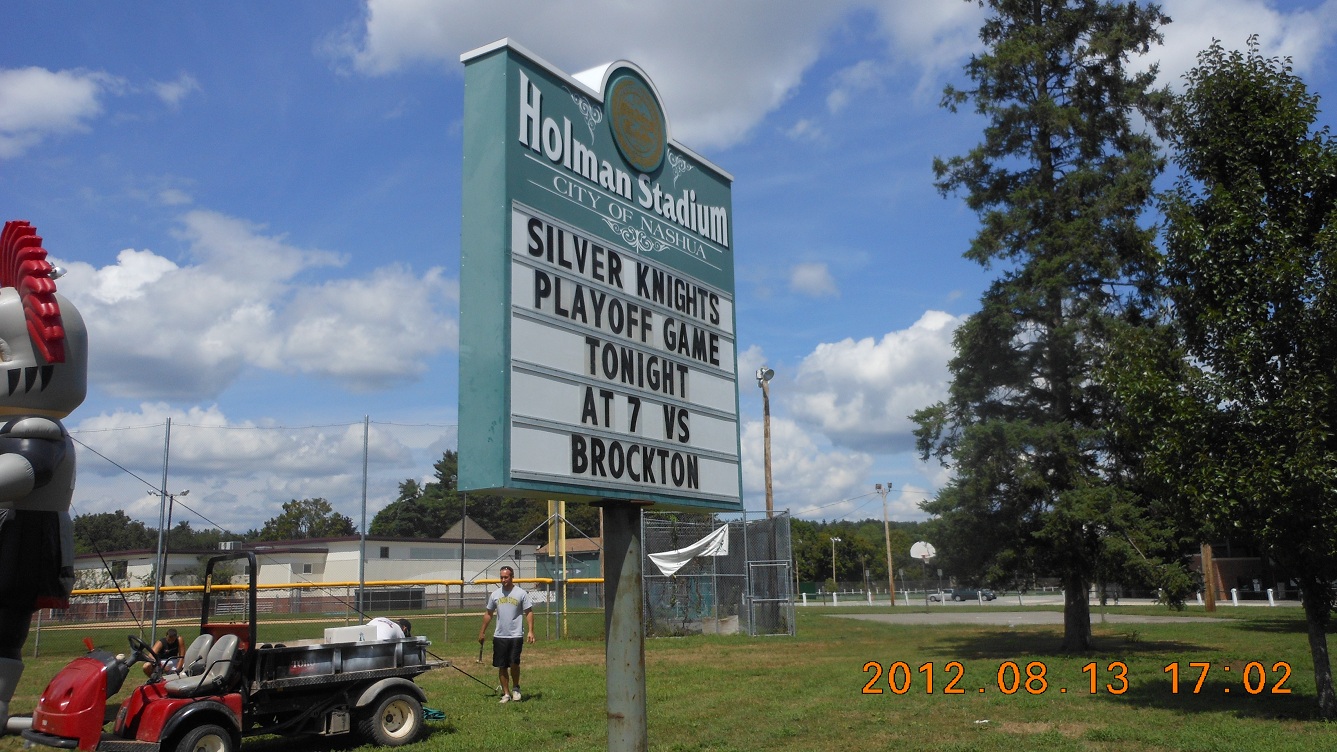 Holman Stadium
CITY OF NASHUA
SILVER KNIGHTS
PLAYOFF GAME
TONIGHT
AT 7 VS
BROCKTON
2012.08.13 17:02